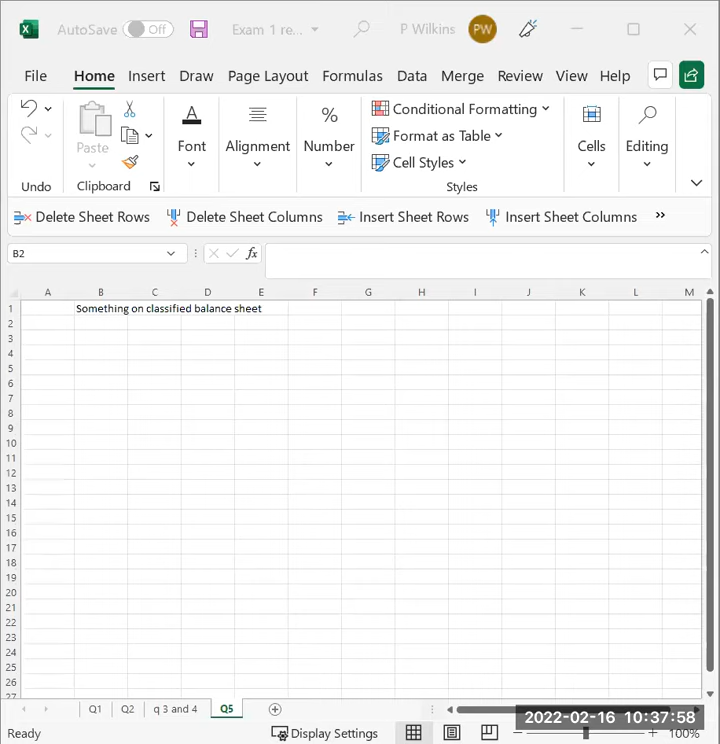 AutoSave Off Exam 1 re... P Wilkins PW
File Home Insert Draw Page Layout Formulas Data Merge Review View Help
Paste
Font
Alignment
%
Number
Conditional Formatting
Format as Table
Cell Styles
Cells
Editing
Undo Clipboard Styles
Delete Sheet Rows Delete Sheet Columns Insert Sheet Rows Insert Sheet Columns >>
B2 fx
A B C D E F G H I J K L M
1 Something on classified balance sheet
2
3
4
5
6
7
8
9
10
11
12
13
14
15
16
17
18
19
20
21
22
23
24
25
26
27
Q1 Q2 q 3 and 4 Q5
2022-02-16 10:37:58
Ready Display Settings 100%